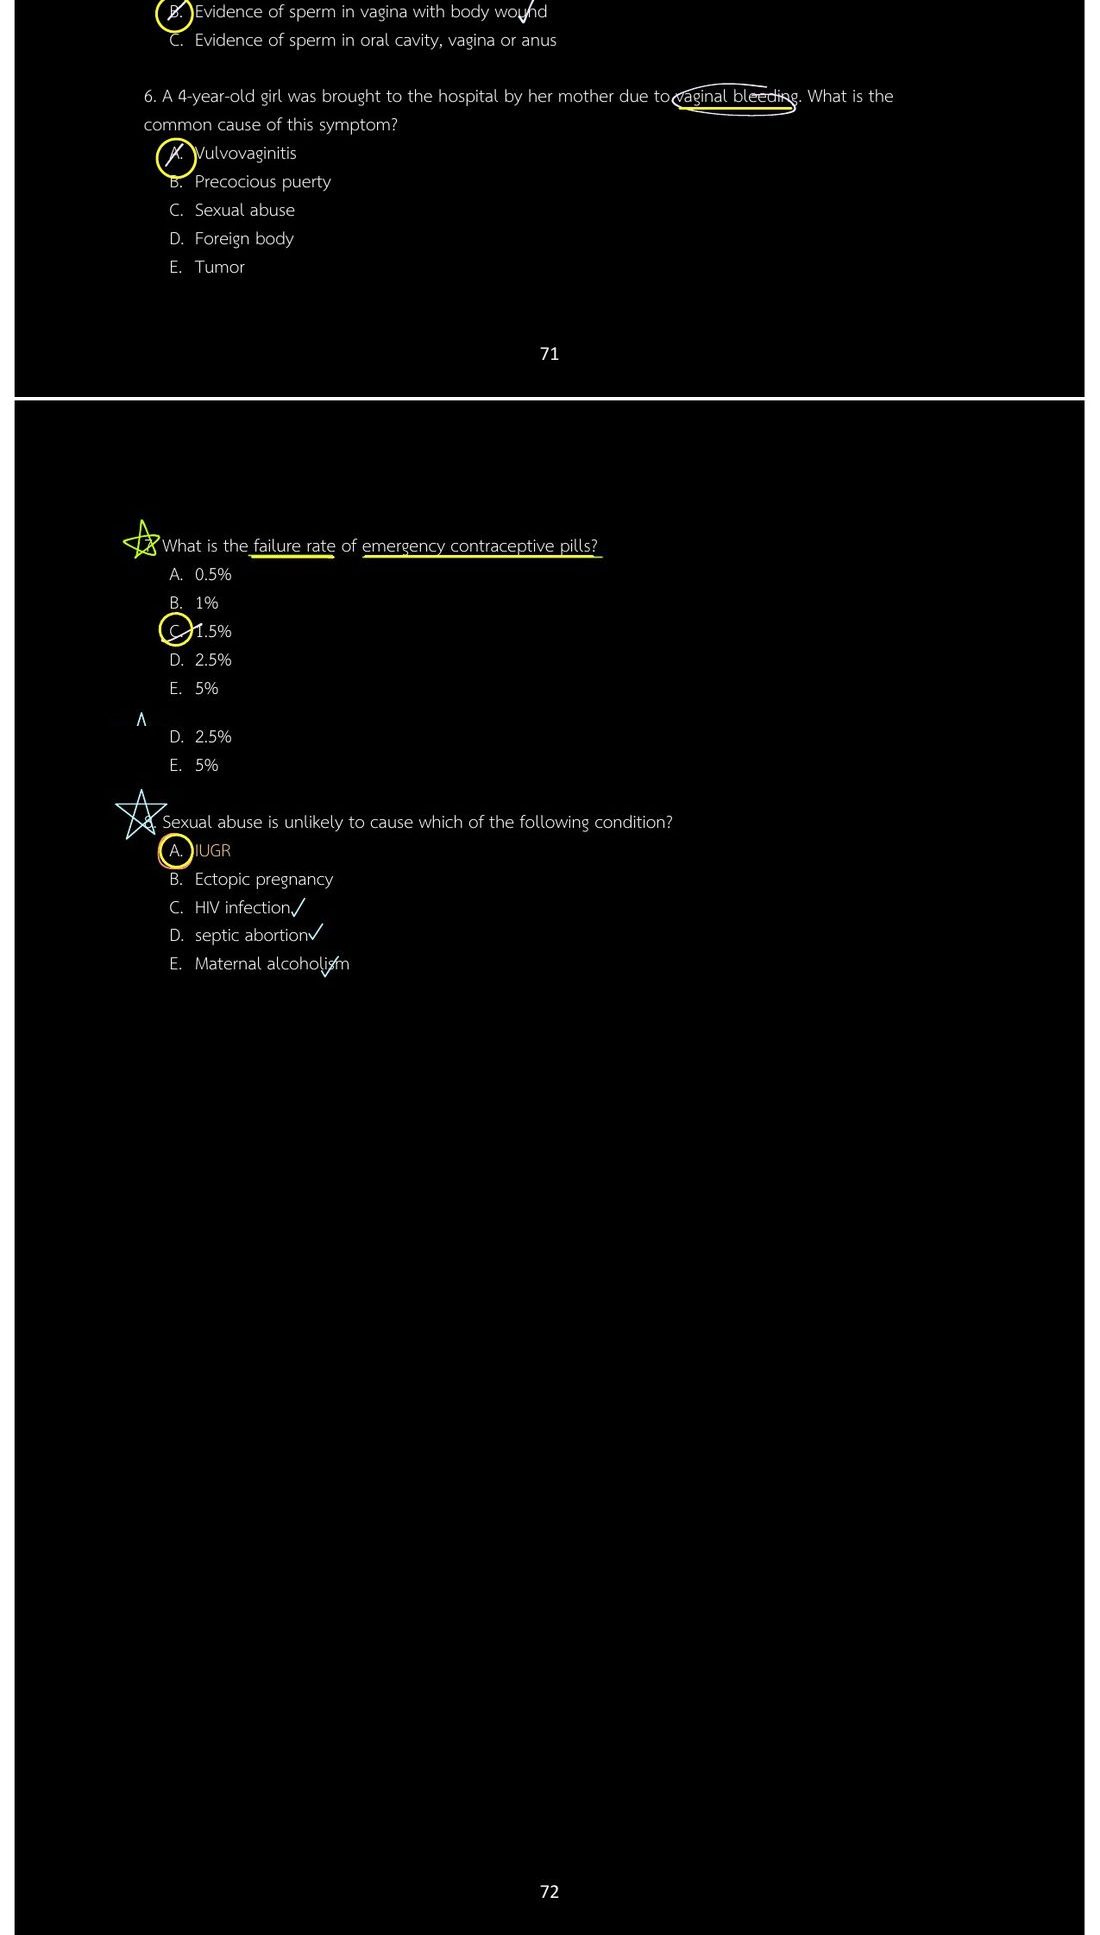 B. Evidence of sperm in vagina with body wound
C. Evidence of sperm in oral cavity, vagina or anus
6. A 4-year-old girl was brought to the hospital by her mother due to vaginal bleeding. What is the
common cause of this symptom?
A. Vulvovaginitis
B. Precocious puerty
C. Sexual abuse
D. Foreign body
E. Tumor
71
7. What is the failure rate of emergency contraceptive pills?
A. 0.5%
B. 1%
C. 1.5%
D. 2.5%
E. 5%
D. 2.5%
E. 5%
8. Sexual abuse is unlikely to cause which of the following condition?
A. IUGR
B. Ectopic pregnancy
C. HIV infection
D. septic abortion
E. Maternal alcoholism
72